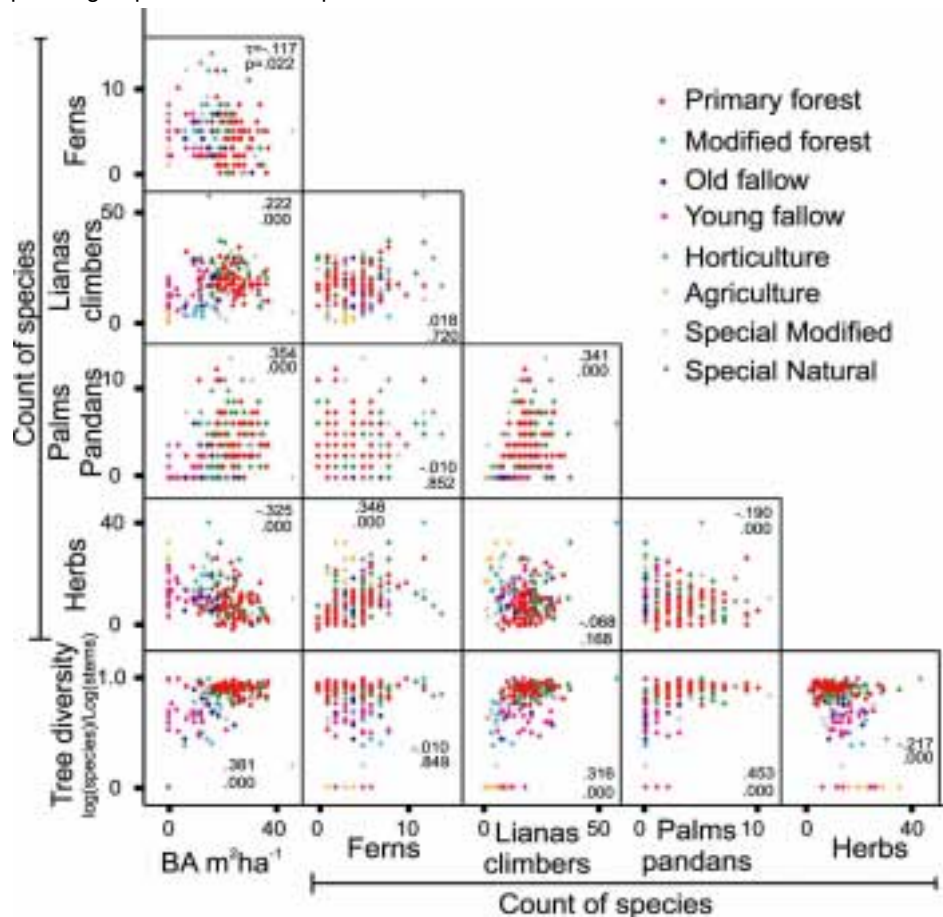 τ=-.117
p=.022
10
Ferns
0
Primary forest
Modified forest
Old fallow
Young fallow
Horticulture
Agriculture
Special Modified
Special Natural
Count of species
50
Lianas
climbers
0
.222
.000
.018
.720
10
Palms
Pandans
0
.354
.000
-.010
.852
.341
.000
40
Herbs
0
-.325
.000
.346
.000
-.068
.168
-.190
.000
1.0
Tree diversity
log(species)/Log(stems)
0
.381
.000
-.010
.848
.316
.000
.453
.000
-.217
.000
0 40 0 10 0 50 0 10 0 40
BA m²ha⁻¹
Ferns
Lianas
climbers
Palms
pandans
Herbs
Count of species